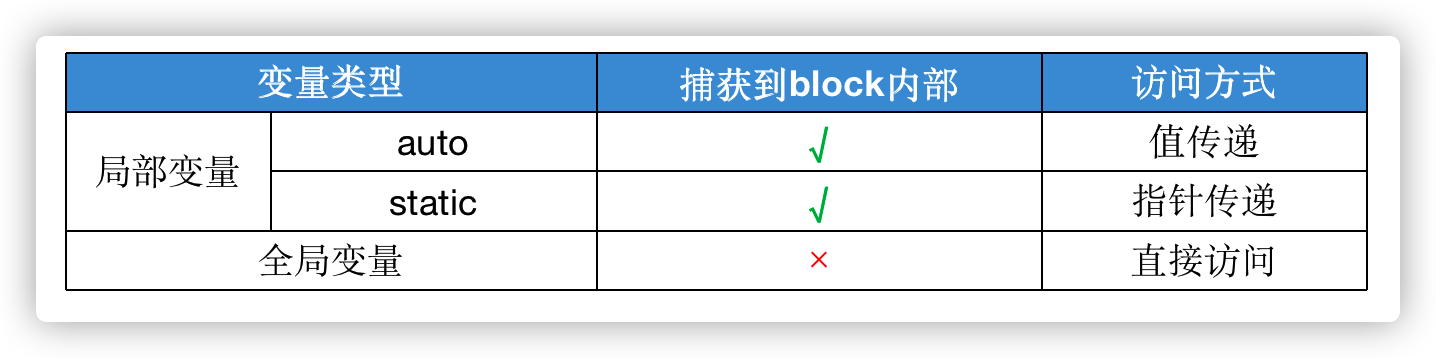 变量类型 捕获到block内部 访问方式
局部变量 auto √ 值传递
static √ 指针传递
全局变量 × 直接访问